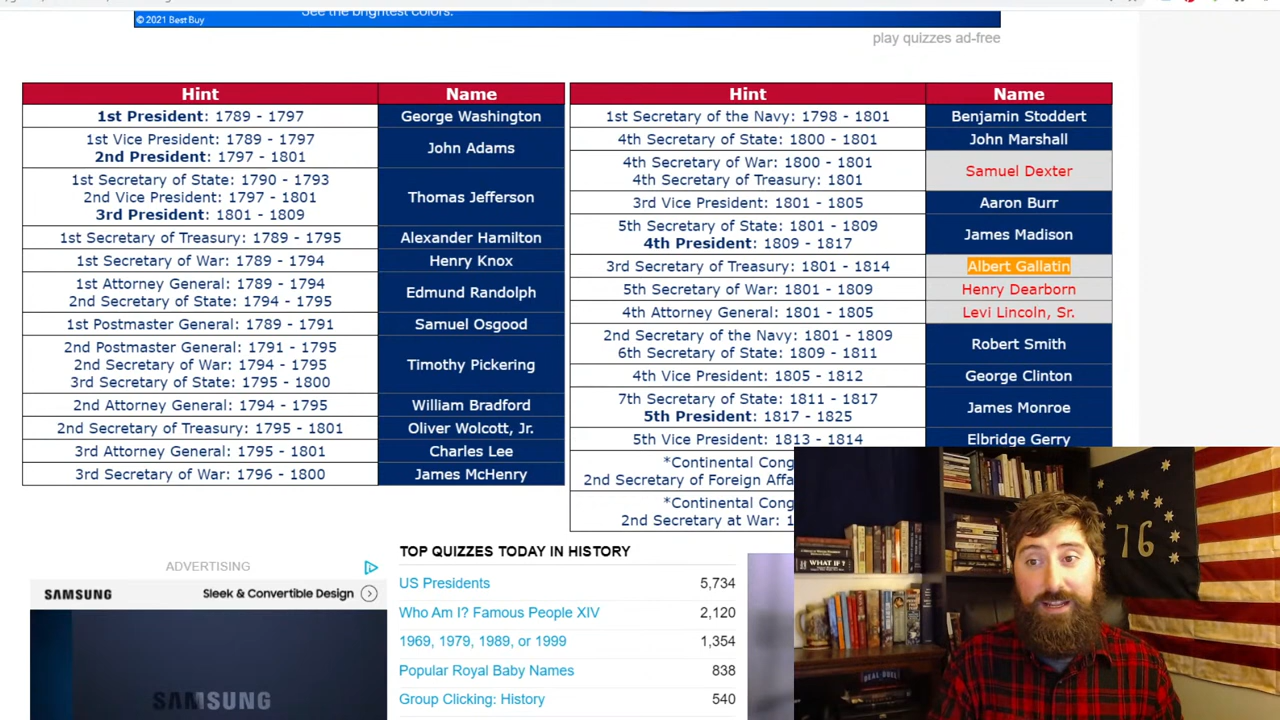 See the brightest colors.
© 2021 Best Buy
play quizzes ad-free
Hint Name
1st President: 1789 - 1797 George Washington
1st Vice President: 1789 - 1797
2nd President: 1797 - 1801
John Adams
1st Secretary of State: 1790 - 1793
2nd Vice President: 1797 - 1801
3rd President: 1801 - 1809
Thomas Jefferson
1st Secretary of Treasury: 1789 - 1795 Alexander Hamilton
1st Secretary of War: 1789 - 1794 Henry Knox
1st Attorney General: 1789 - 1794
2nd Secretary of State: 1794 - 1795
Edmund Randolph
1st Postmaster General: 1789 - 1791 Samuel Osgood
2nd Postmaster General: 1791 - 1795
2nd Secretary of War: 1794 - 1795
3rd Secretary of State: 1795 - 1800
Timothy Pickering
2nd Attorney General: 1794 - 1795 William Bradford
2nd Secretary of Treasury: 1795 - 1801 Oliver Wolcott, Jr.
3rd Attorney General: 1795 - 1801 Charles Lee
3rd Secretary of War: 1796 - 1800 James McHenry
Hint Name
1st Secretary of the Navy: 1798 - 1801 Benjamin Stoddert
4th Secretary of State: 1800 - 1801 John Marshall
4th Secretary of War: 1800 - 1801
4th Secretary of Treasury: 1801
Samuel Dexter
3rd Vice President: 1801 - 1805 Aaron Burr
5th Secretary of State: 1801 - 1809
4th President: 1809 - 1817
James Madison
3rd Secretary of Treasury: 1801 - 1814 Albert Gallatin
5th Secretary of War: 1801 - 1809 Henry Dearborn
4th Attorney General: 1801 - 1805 Levi Lincoln, Sr.
2nd Secretary of the Navy: 1801 - 1809
6th Secretary of State: 1809 - 1811
Robert Smith
4th Vice President: 1805 - 1812 George Clinton
7th Secretary of State: 1811 - 1817
5th President: 1817 - 1825
James Monroe
5th Vice President: 1813 - 1814 Elbridge Gerry
*Continental Cong
2nd Secretary of Foreign Affa
*Continental Cong
2nd Secretary at War: 1
ADVERTISING
SAMSUNG Sleek & Convertible Design
SAMSUNG
TOP QUIZZES TODAY IN HISTORY
US Presidents 5,734
Who Am I? Famous People XIV 2,120
1969, 1979, 1989, or 1999 1,354
Popular Royal Baby Names 838
Group Clicking: History 540
WHAT IF?
76